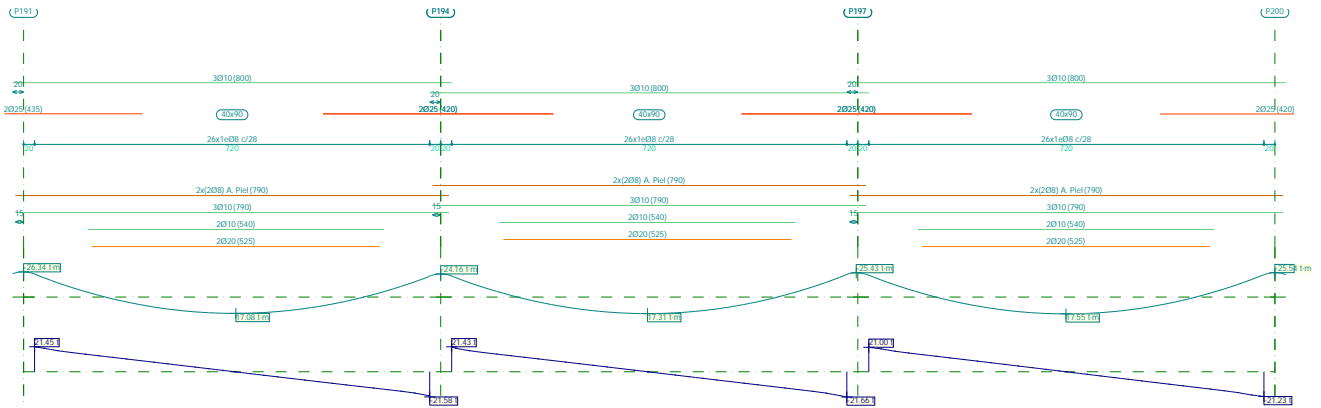 P191 P194 P197 P200
3Ø10(800) 3Ø10(800)
20 20
3Ø10(800)
20
2Ø25(435) 2Ø25(420) 2Ø25(420) 2Ø25(420)
40x90 40x90 40x90
26x1eØ8 c/28 26x1eØ8 c/28 26x1eØ8 c/28
20 720 20 20 720 20 20 720 20
2x(2Ø8) A. Piel(790)
2x(2Ø8) A. Piel(790) 2x(2Ø8) A. Piel(790)
3Ø10(790)
3Ø10(790) 3Ø10(790)
15 15 15
2Ø10(540)
2Ø10(540) 2Ø10(540)
2Ø20(525)
2Ø20(525) 2Ø20(525)
-26.34 t·m -24.16 t·m -25.43 t·m -25.54 t·m
17.08 t·m 17.31 t·m 17.55 t·m
21.45 t 21.43 t 21.00 t
-21.58 t -21.66 t -21.23 t